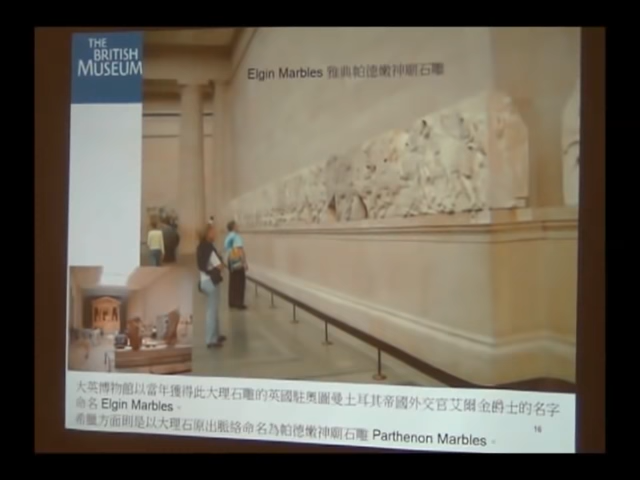 THE
BRITISH
MUSEUM
Elgin Marbles 雅典帕德嫩神廟石雕
大英博物館以當年獲得此大理石雕的英國駐奧圖曼土耳其帝國外交官艾爾金爵士的名字
命名 Elgin Marbles。
希臘方面則是以大理石原出脈絡命名為帕德嫩神廟石雕 Parthenon Marbles。
16